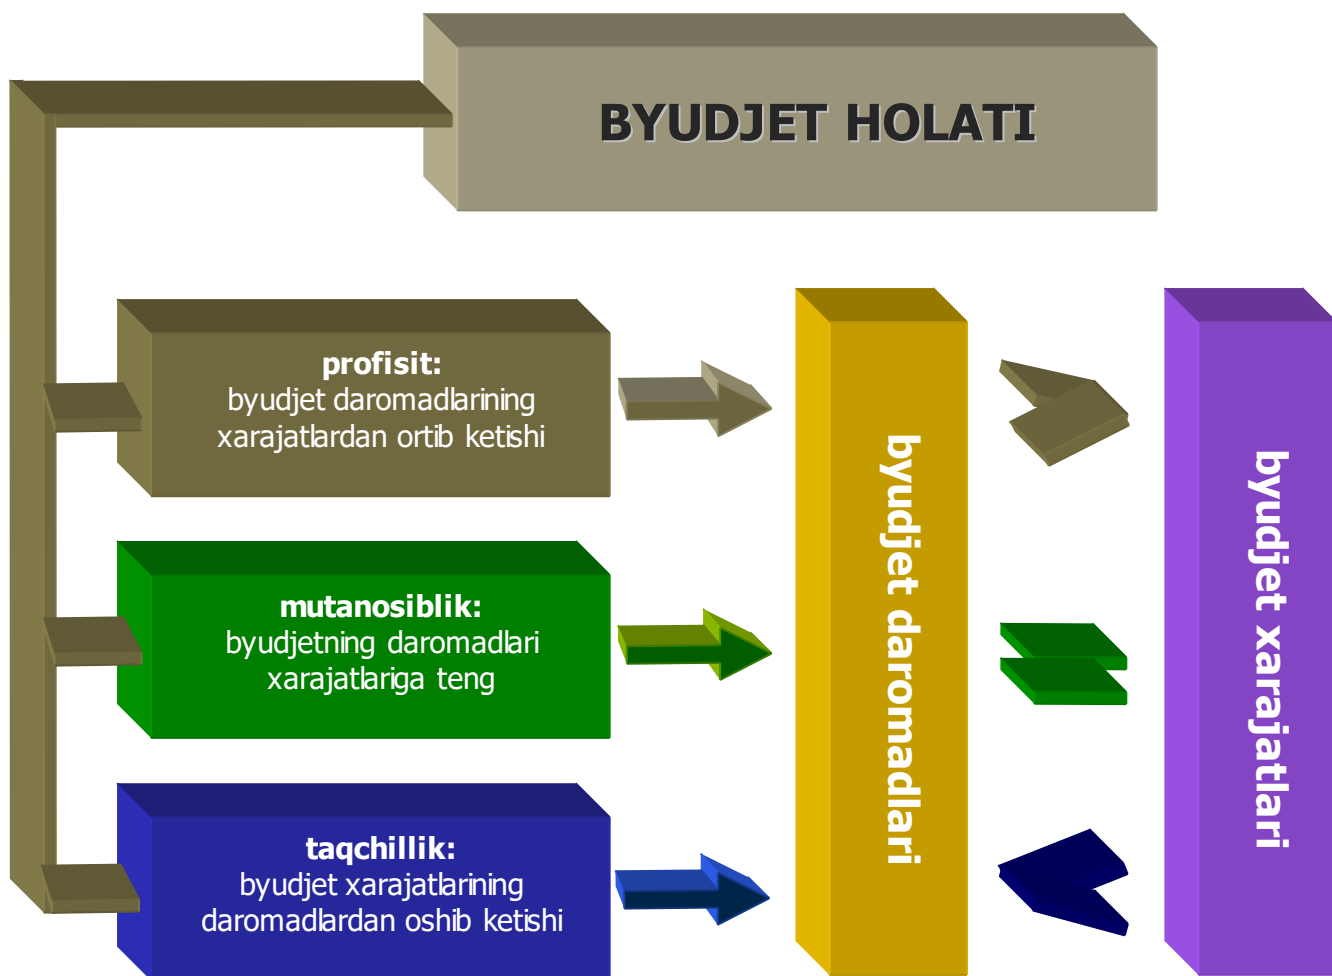 BYUDJET HOLATI
profisit:
byudjet daromadlarining
xarajatlardan ortib ketishi
mutanosiblik:
byudjetning daromadlari
xarajatlariga teng
taqchillik:
byudjet xarajatlarining
daromadlardan oshib ketishi
byudjet daromadlari
byudjet xarajatlari